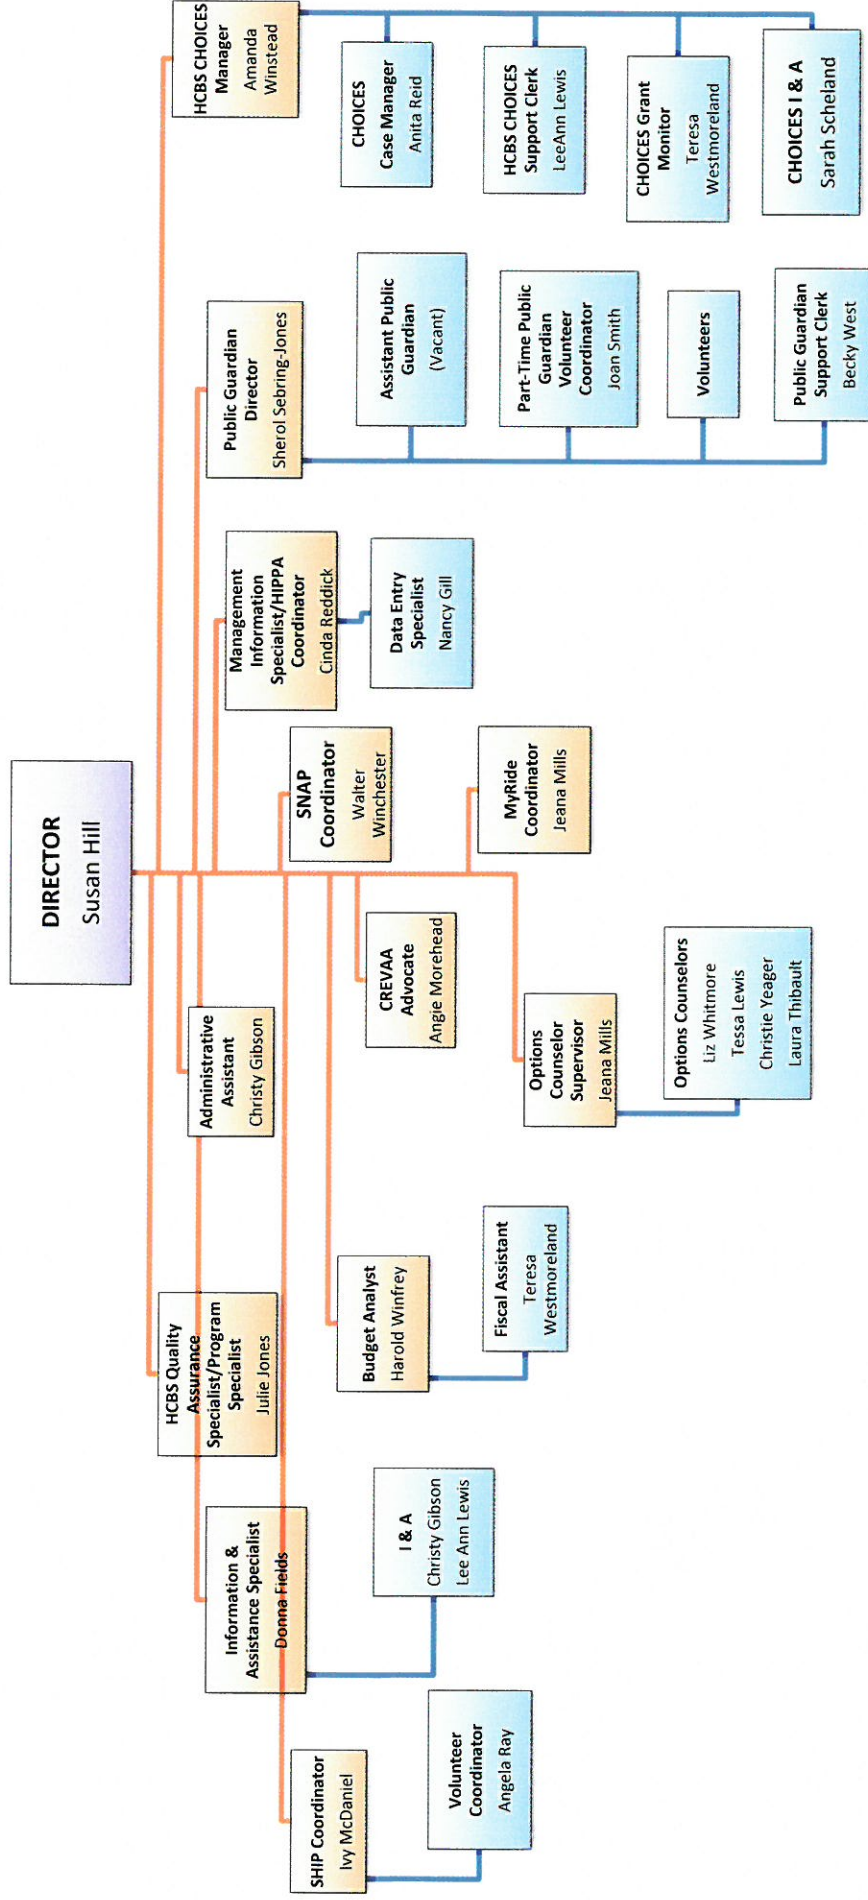 DIRECTOR
Susan Hill
HCBS Quality
Assurance
Specialist/Program
Specialist
Julie Jones
Administrative
Assistant
Christy Gibson
HCBS CHOICES
Manager
Amanda
Winstead
Information &
Assistance Specialist
Donna Fields
Public Guardian
Director
Sherol Sebring-Jones
Management
Information
Specialist/HIPPA
Coordinator
Cinda Reddick
SHIP Coordinator
Ivy McDaniel
SNAP
Coordinator
Walter
Winchester
Budget Analyst
Harold Winfrey
CREVAA
Advocate
Angie Morehead
MyRide
Coordinator
Jeana Mills
Options
Counselor
Supervisor
Jeana Mills
Volunteer
Coordinator
Angela Ray
I & A
Christy Gibson
Lee Ann Lewis
Fiscal Assistant
Teresa
Westmoreland
Options Counselors
Liz Whitmore
Tessa Lewis
Christie Yeager
Laura Thibault
Data Entry
Specialist
Nancy Gill
Assistant Public
Guardian
(Vacant)
Part-Time Public
Guardian
Volunteer
Coordinator
Joan Smith
Volunteers
Public Guardian
Support Clerk
Becky West
CHOICES
Case Manager
Anita Reid
HCBS CHOICES
Support Clerk
LeeAnn Lewis
CHOICES Grant
Monitor
Teresa
Westmoreland
CHOICES I & A
Sarah Scheland